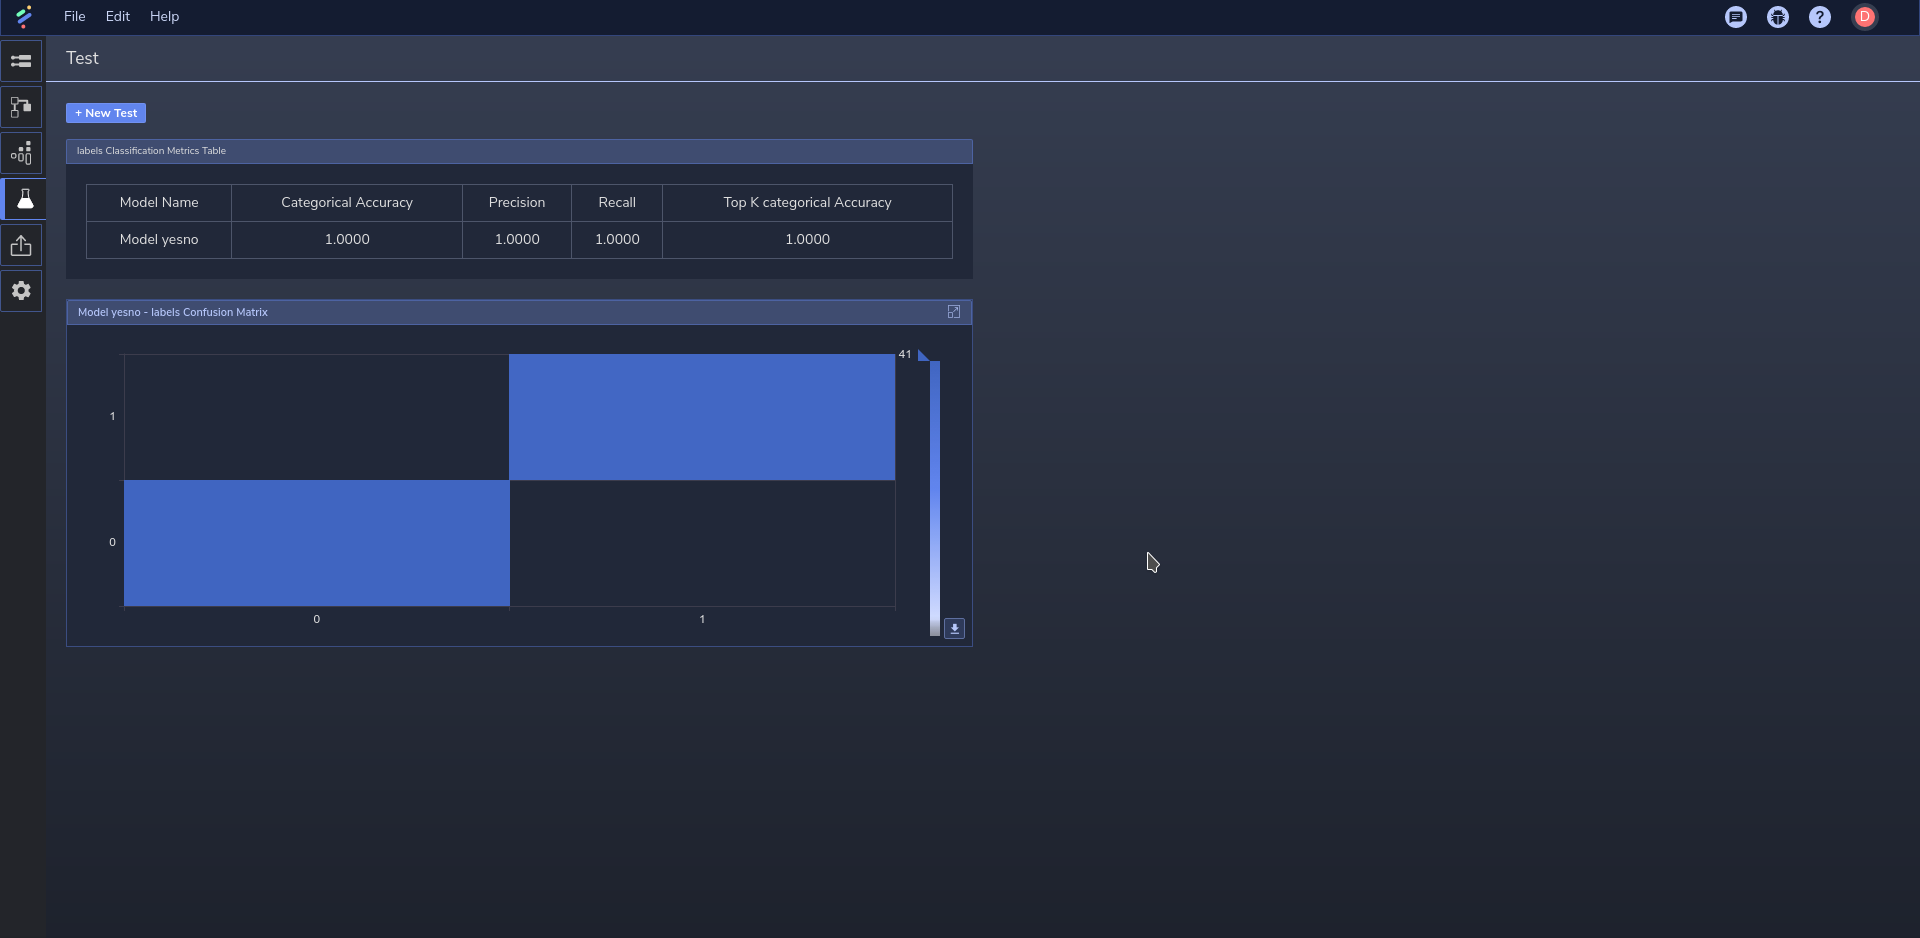 File Edit Help
?
D
Test
+ New Test
labels Classification Metrics Table
Model Name Categorical Accuracy Precision Recall Top K categorical Accuracy
Model yesno 1.0000 1.0000 1.0000 1.0000
Model yesno - labels Confusion Matrix
41
1
0
0 1